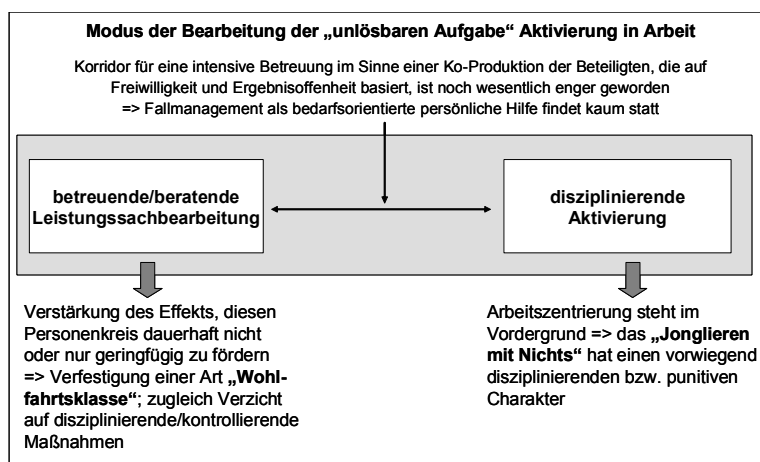 Modus der Bearbeitung der „unlösbaren Aufgabe“ Aktivierung in Arbeit
Korridor für eine intensive Betreuung im Sinne einer Ko-Produktion der Beteiligten, die auf
Freiwilligkeit und Ergebnisoffenheit basiert, ist noch wesentlich enger geworden
=> Fallmanagement als bedarfsorientierte persönliche Hilfe findet kaum statt
betreuende/beratende
Leistungssachbearbeitung
disziplinierende
Aktivierung
Verstärkung des Effekts, diesen
Personenkreis dauerhaft nicht
oder nur geringfügig zu fördern
=> Verfestigung einer Art „Wohl-
fahrtsklasse“; zugleich Verzicht
auf disziplinierende/kontrollierende
Maßnahmen
Arbeitszentrierung steht im
Vordergrund => das „Jonglieren
mit Nichts“ hat einen vorwiegend
disziplinierenden bzw. punitiven
Charakter